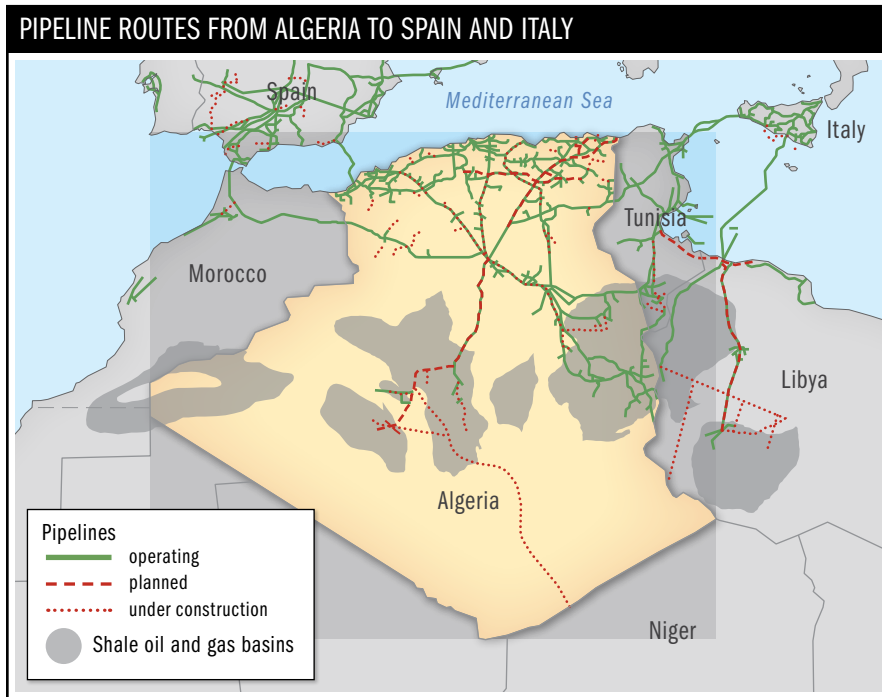 PIPELINE ROUTES FROM ALGERIA TO SPAIN AND ITALY
Spain
Mediterranean Sea
Italy
Tunisia
Morocco
Libya
Algeria
Niger
Pipelines
operating
planned
under construction
Shale oil and gas basins